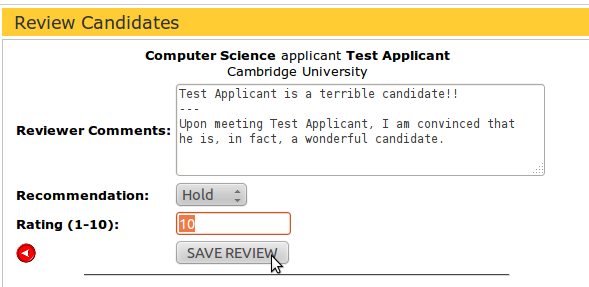 Review Candidates
Computer Science applicant Test Applicant
Cambridge University
Reviewer Comments:
Test Applicant is a terrible candidate!!
---
Upon meeting Test Applicant, I am convinced that
he is, in fact, a wonderful candidate.
Recommendation: Hold
Rating (1-10): 10
SAVE REVIEW